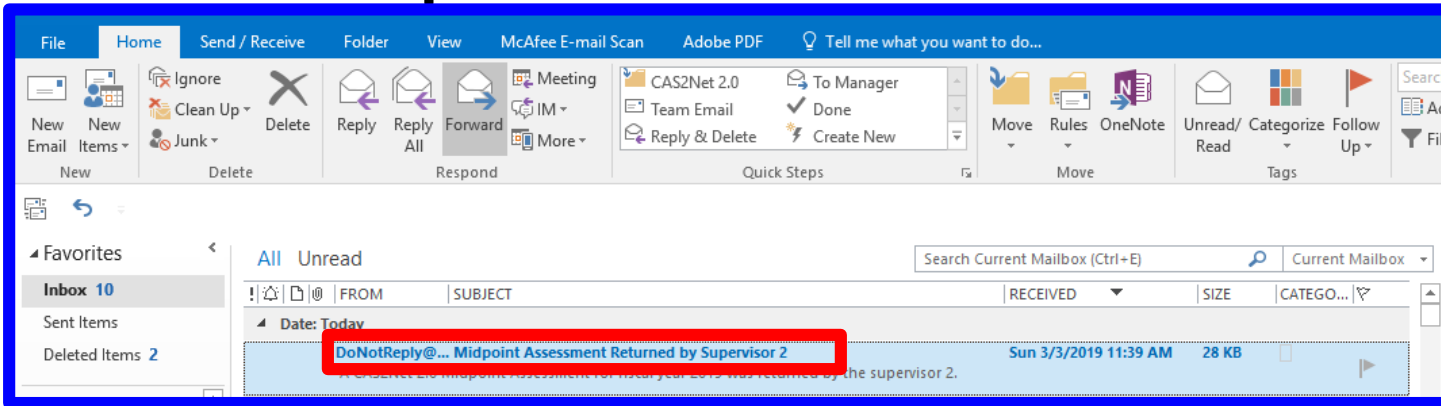 File Home Send / Receive Folder View McAfee E-mail Scan Adobe PDF Tell me what you want to do...
New Email
New Items
Ignore
Clean Up
Junk
Delete
Reply
Reply All
Forward
Meeting
IM
More
CAS2Net 2.0
Team Email
Reply & Delete
To Manager
Done
Create New
Move
Rules
OneNote
Unread/ Read
Categorize
Follow Up
Searc
New Delete Respond Quick Steps Move Tags
Favorites
Inbox 10
Sent Items
Deleted Items 2
All Unread
Search Current Mailbox (Ctrl+E) Current Mailbox
! FROM SUBJECT RECEIVED SIZE CATEGO...
Date: Today
DoNotReply@... Midpoint Assessment Returned by Supervisor 2 Sun 3/3/2019 11:39 AM 28 KB
A CAS2Net 2.0 Midpoint Assessment for fiscal year 2019 was returned by the supervisor 2.